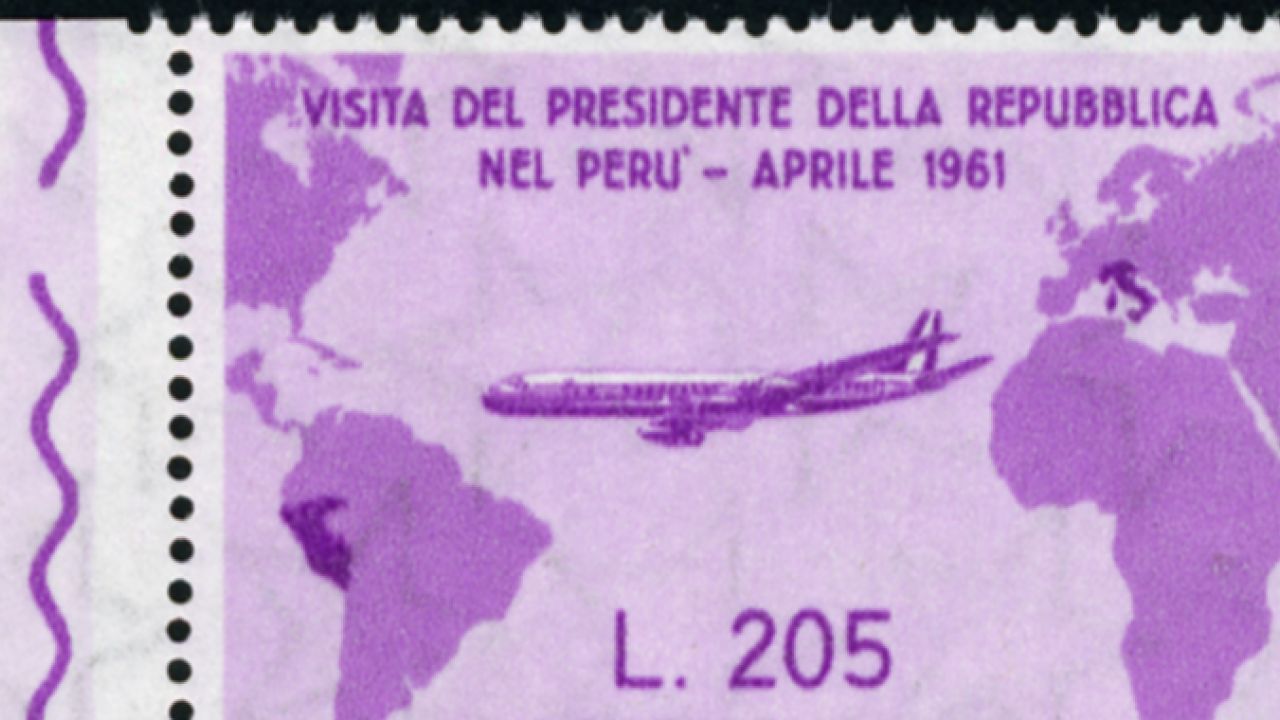 VISITA DEL PRESIDENTE DELLA REPUBBLICA
NEL PERU' - APRILE 1961
L. 205